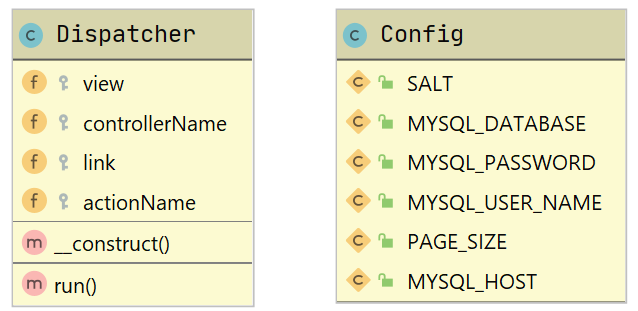 Dispatcher
view
controllerName
link
actionName
__construct()
run()
Config
SALT
MYSQL_DATABASE
MYSQL_PASSWORD
MYSQL_USER_NAME
PAGE_SIZE
MYSQL_HOST